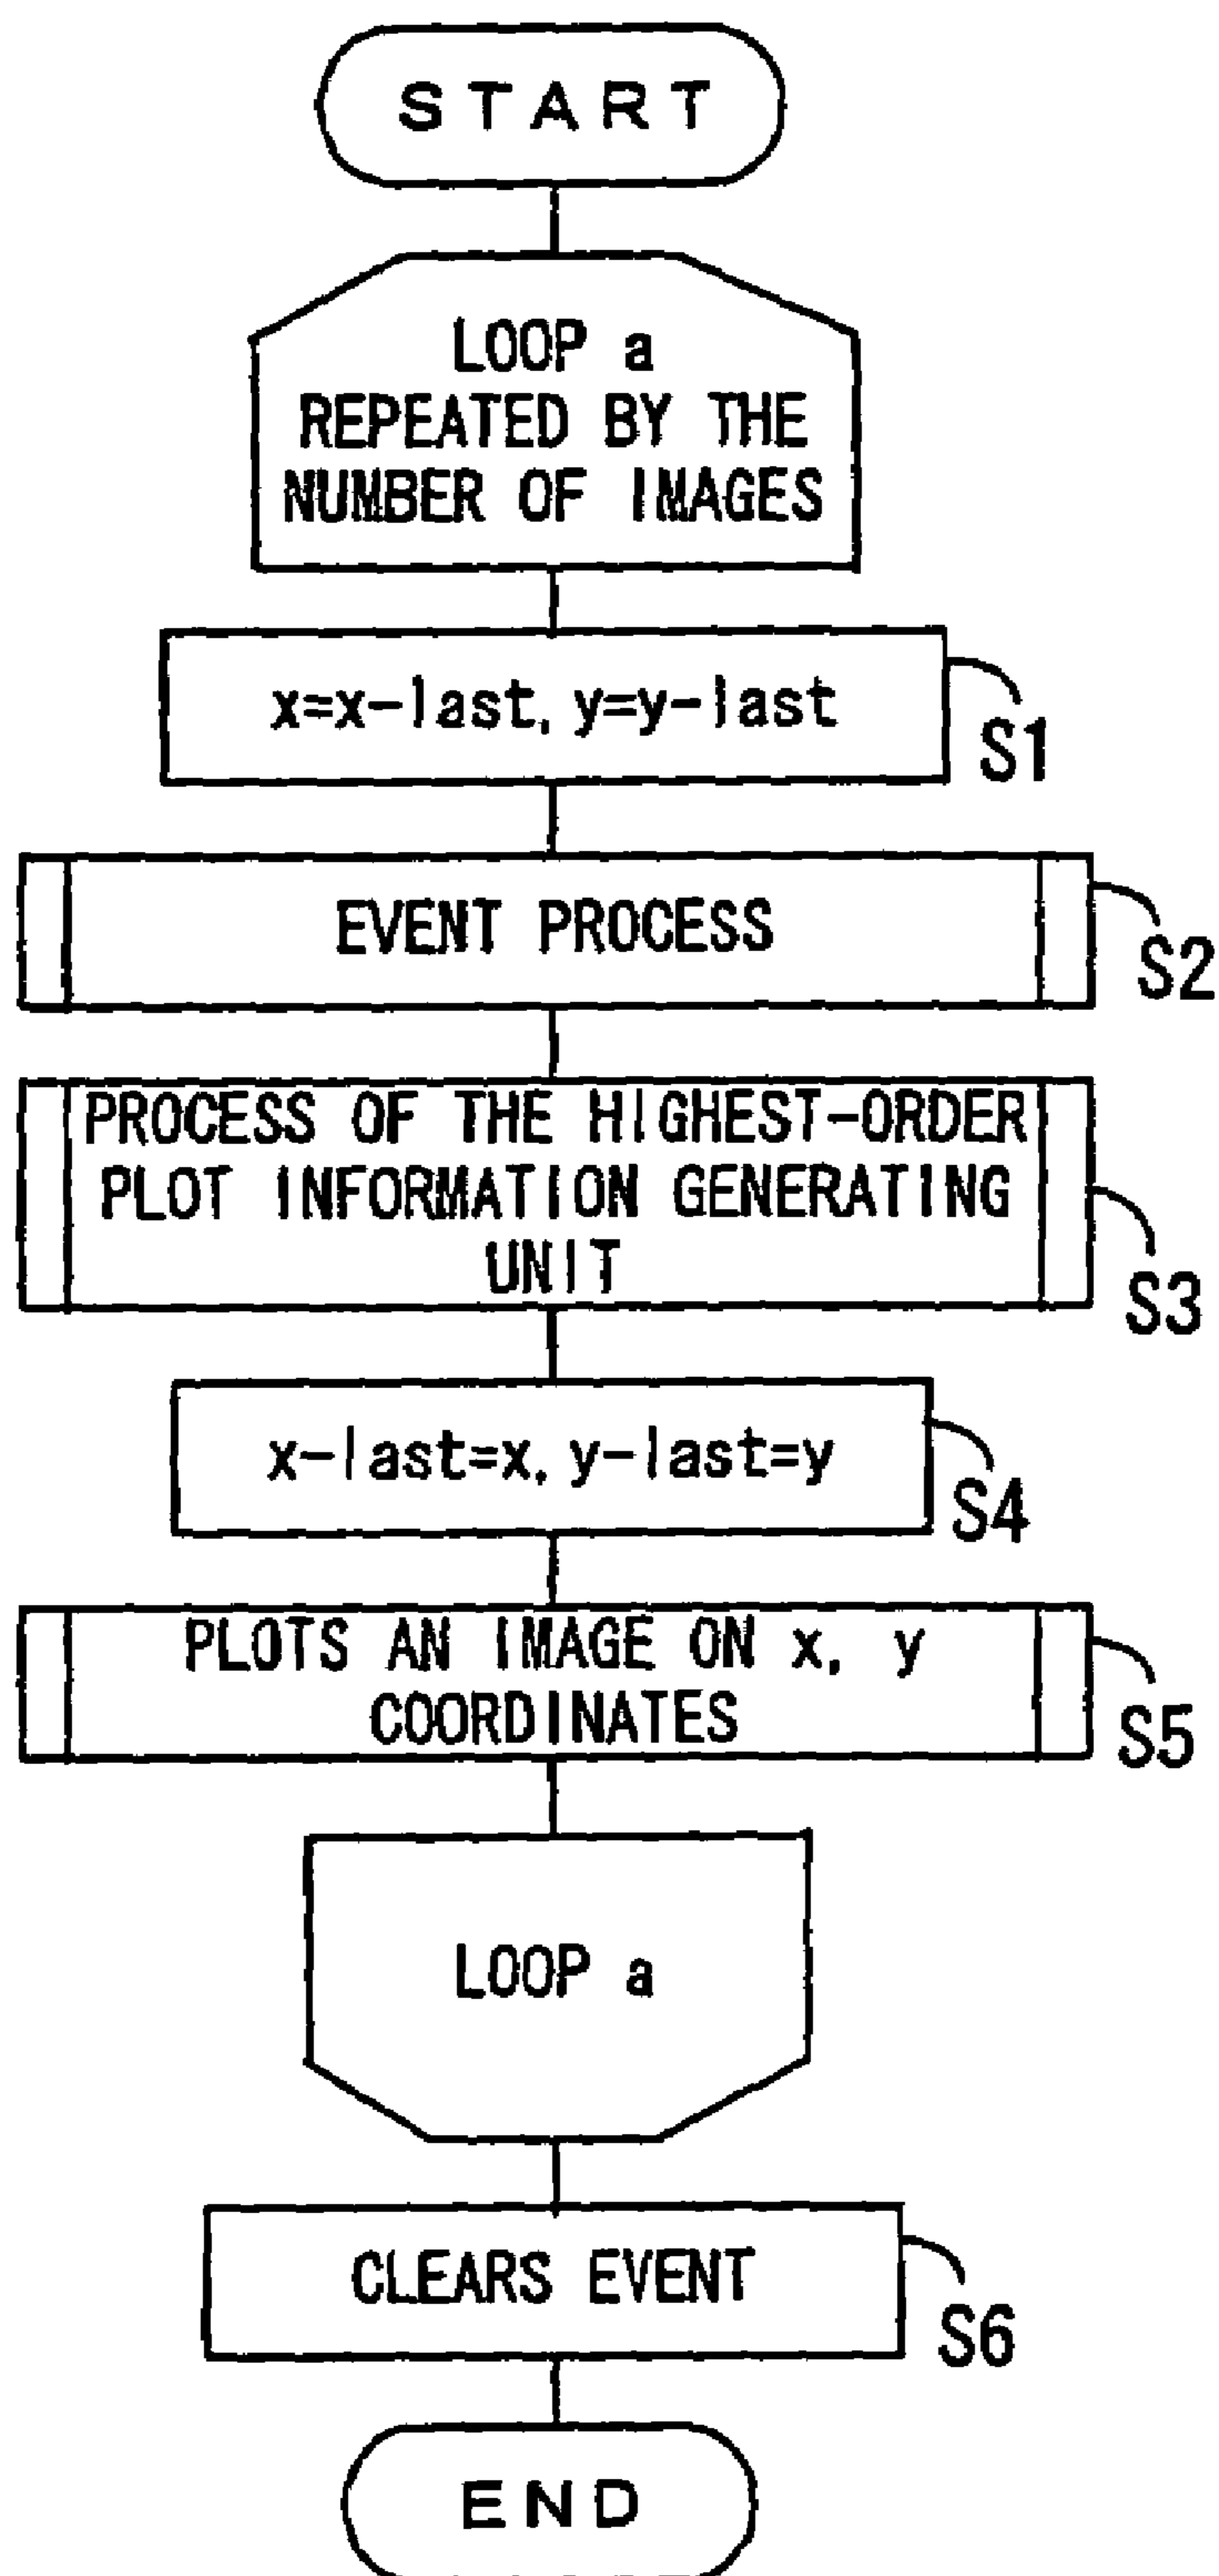 START
LOOP a
REPEATED BY THE
NUMBER OF IMAGES
x=x-last, y=y-last
S1
EVENT PROCESS
S2
PROCESS OF THE HIGHEST-ORDER
PLOT INFORMATION GENERATING
UNIT
S3
x-last=x, y-last=y
S4
PLOTS AN IMAGE ON x, y
COORDINATES
S5
LOOP a
CLEARS EVENT
S6
END